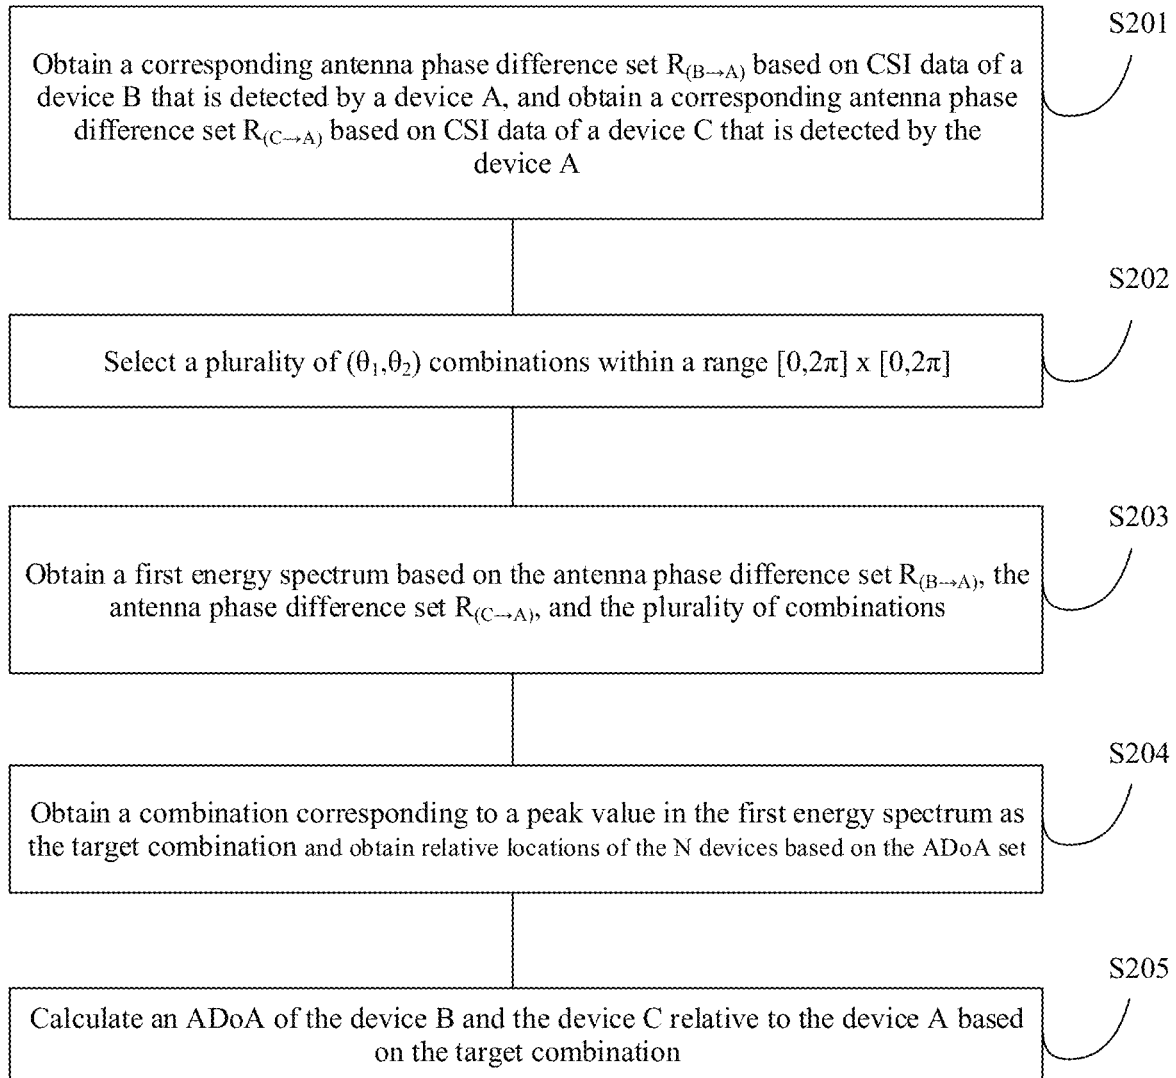 S201
Obtain a corresponding antenna phase difference set R(B→A) based on CSI data of a
device B that is detected by a device A, and obtain a corresponding antenna phase
difference set R(C→A) based on CSI data of a device C that is detected by the
device A
S202
Select a plurality of (θ₁,θ₂) combinations within a range [0,2π] x [0,2π]
S203
Obtain a first energy spectrum based on the antenna phase difference set R(B→A), the
antenna phase difference set R(C→A), and the plurality of combinations
S204
Obtain a combination corresponding to a peak value in the first energy spectrum as
the target combination and obtain relative locations of the N devices based on the ADoA set
S205
Calculate an ADoA of the device B and the device C relative to the device A based
on the target combination